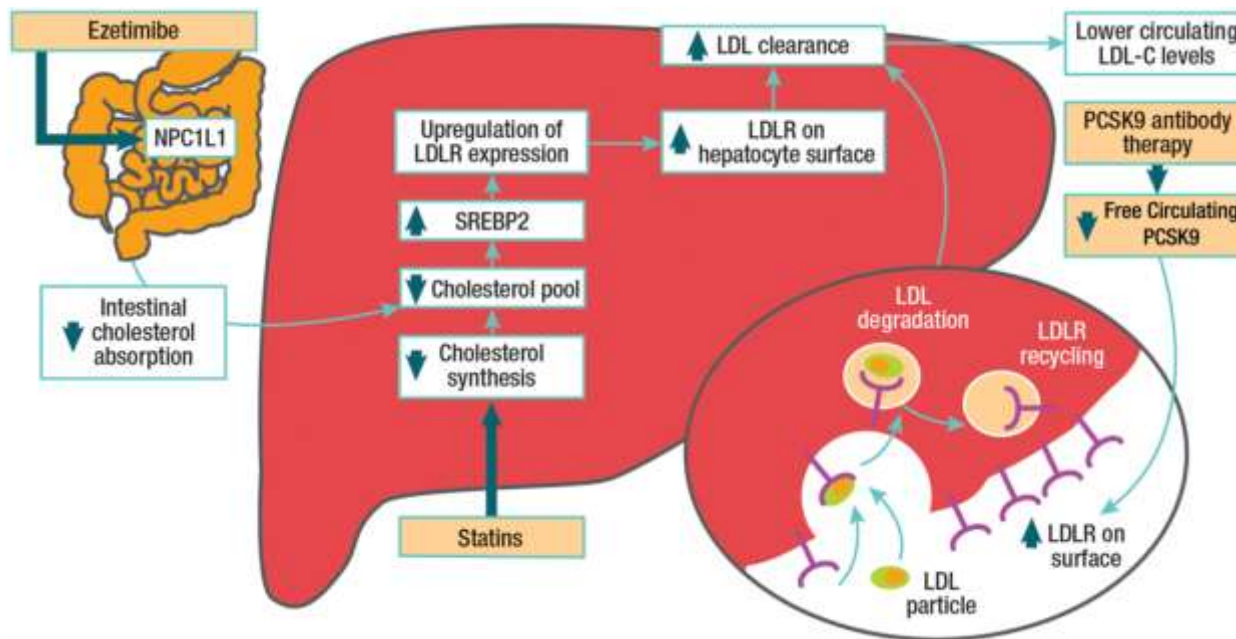 Ezetimibe
NPC1L1
Intestinal
cholesterol
absorption
Upregulation of
LDLR expression
SREBP2
Cholesterol pool
Cholesterol
synthesis
Statins
LDL clearance
LDLR on
hepatocyte surface
Lower circulating
LDL-C levels
PCSK9 antibody
therapy
Free Circulating
PCSK9
LDL
degradation
LDLR
recycling
LDLR on
surface
LDL
particle